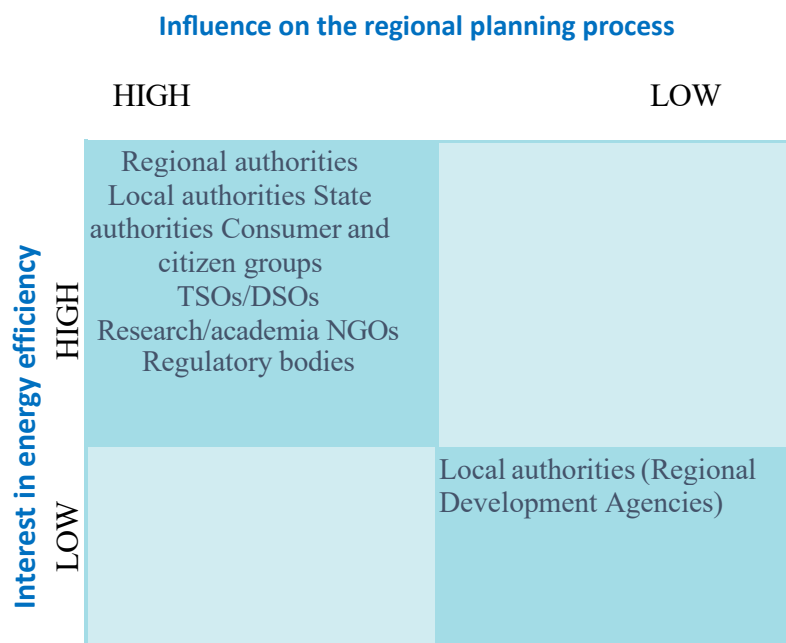 Influence on the regional planning process
HIGH
LOW
Regional authorities
Local authorities State
authorities Consumer and
citizen groups
TSOs/DSOs
Research/academia NGOs
Regulatory bodies
Interest in energy efficiency
HIGH
LOW
Local authorities (Regional
Development Agencies)